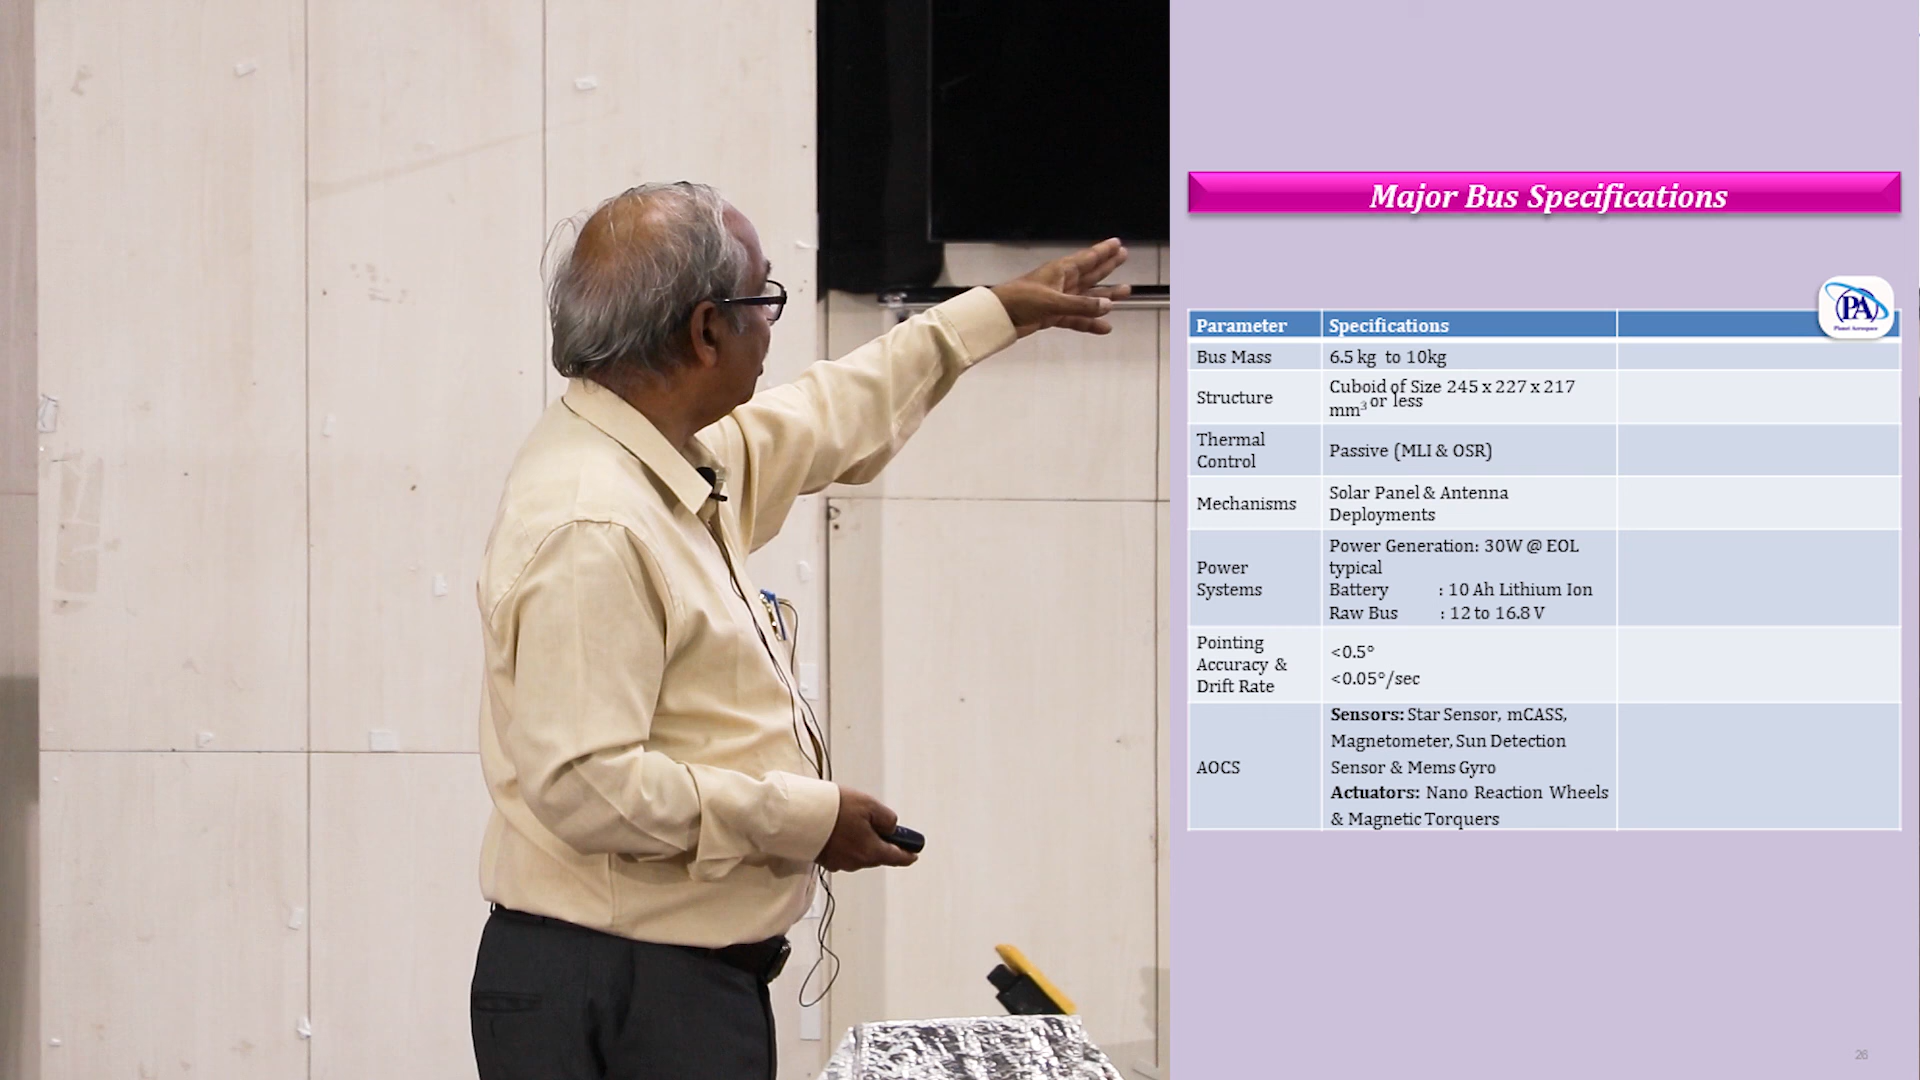 Major Bus Specifications
PA
Planet Aerospace
Parameter Specifications
Bus Mass 6.5 kg to 10kg
Structure Cuboid of Size 245 x 227 x 217
mm³ or less
Thermal
Control
Passive (MLI & OSR)
Mechanisms
Solar Panel & Antenna
Deployments
Power
Systems
Power Generation: 30W @ EOL
typical
Battery : 10 Ah Lithium Ion
Raw Bus : 12 to 16.8 V
Pointing
Accuracy &
Drift Rate
<0.5°
<0.05°/sec
AOCS
Sensors: Star Sensor, mCASS,
Magnetometer, Sun Detection
Sensor & Mems Gyro
Actuators: Nano Reaction Wheels
& Magnetic Torquers
26